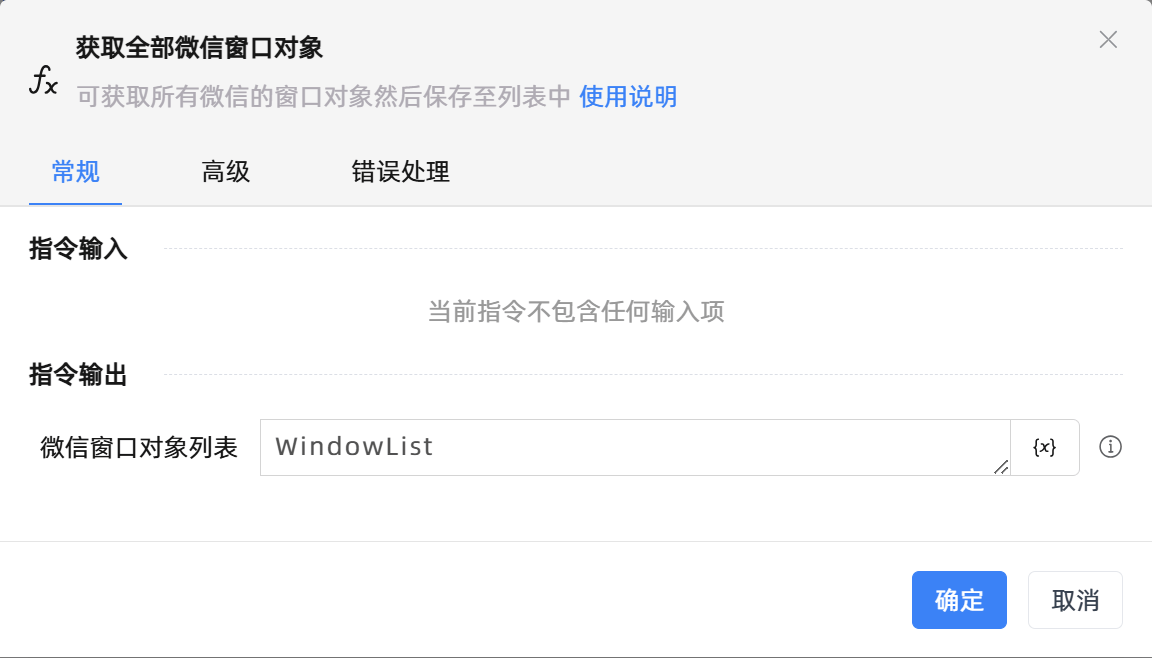 获取全部微信窗口对象
fx
可获取所有微信的窗口对象然后保存至列表中 使用说明
常规 高级 错误处理
指令输入
当前指令不包含任何输入项
指令输出
微信窗口对象列表 WindowList {x}
确定 取消